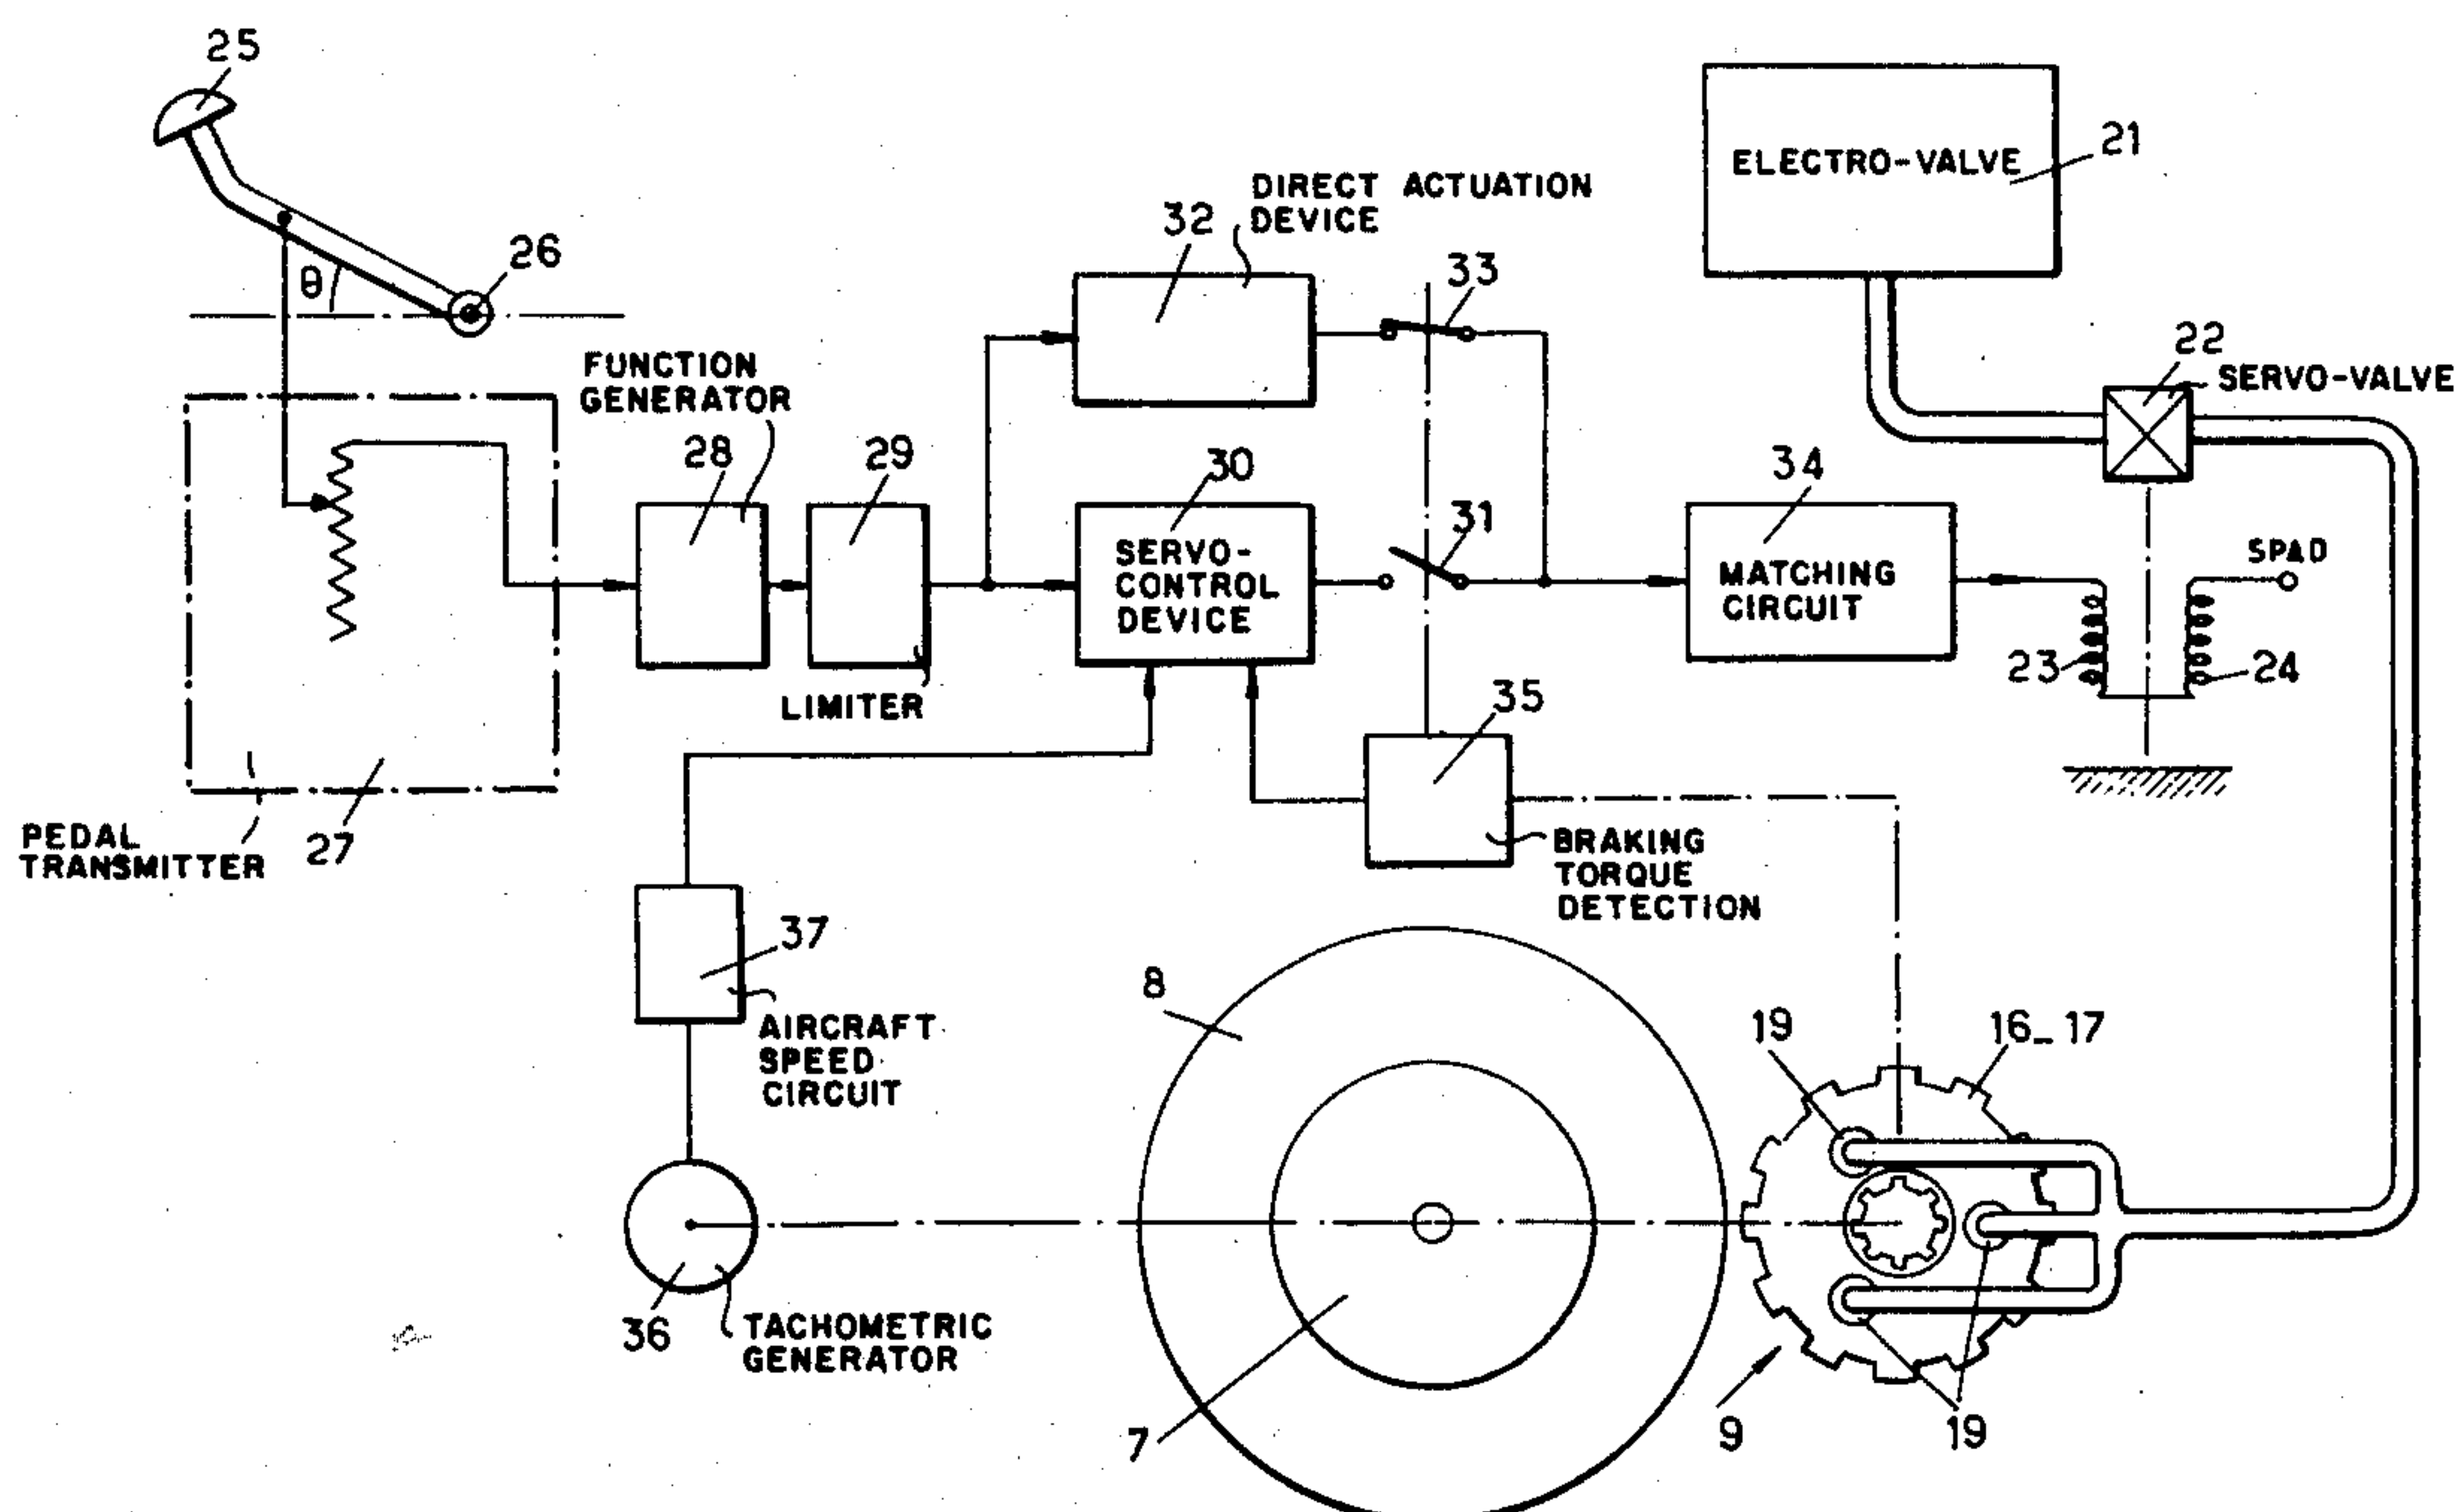 25
21
ELECTRO-VALVE
DIRECT ACTUATION
DEVICE
32
26
θ
33
22
SERVO-VALVE
FUNCTION
GENERATOR
28
29
30
34
31
SERVO-
CONTROL
DEVICE
MATCHING
CIRCUIT
SPAD
23
24
LIMITER
35
PEDAL
TRANSMITTER
27
BRAKING
TORQUE
DETECTION
37
8
AIRCRAFT
SPEED
CIRCUIT
19
16_17
36
TACHOMETRIC
GENERATOR
7
9
19